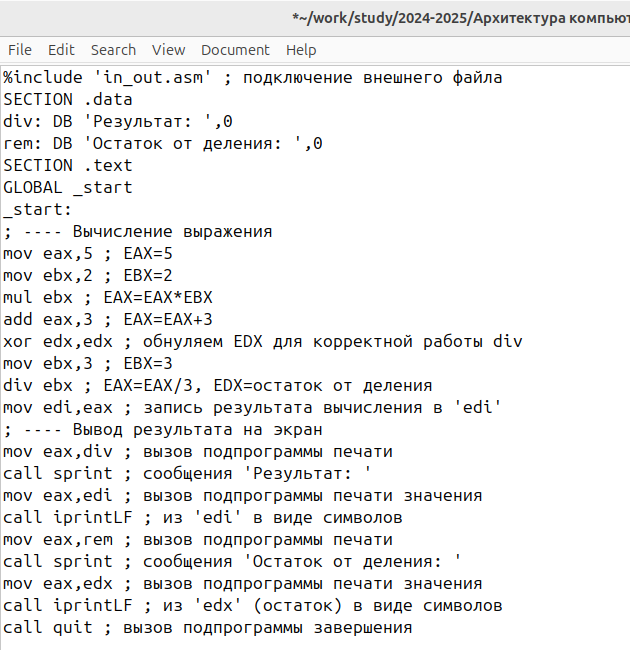 *~/work/study/2024-2025/Архитектура компьют
File Edit Search View Document Help
%include 'in_out.asm' ; подключение внешнего файла
SECTION .data
div: DB 'Результат: ',0
rem: DB 'Остаток от деления: ',0
SECTION .text
GLOBAL _start
_start:
; ---- Вычисление выражения
mov eax,5 ; EAX=5
mov ebx,2 ; EBX=2
mul ebx ; EAX=EAX*EBX
add eax,3 ; EAX=EAX+3
xor edx,edx ; обнуляем EDX для корректной работы div
mov ebx,3 ; EBX=3
div ebx ; EAX=EAX/3, EDX=остаток от деления
mov edi,eax ; запись результата вычисления в 'edi'
; ---- Вывод результата на экран
mov eax,div ; вызов подпрограммы печати
call sprint ; сообщения 'Результат: '
mov eax,edi ; вызов подпрограммы печати значения
call iprintLF ; из 'edi' в виде символов
mov eax,rem ; вызов подпрограммы печати
call sprint ; сообщения 'Остаток от деления: '
mov eax,edx ; вызов подпрограммы печати значения
call iprintLF ; из 'edx' (остаток) в виде символов
call quit ; вызов подпрограммы завершения